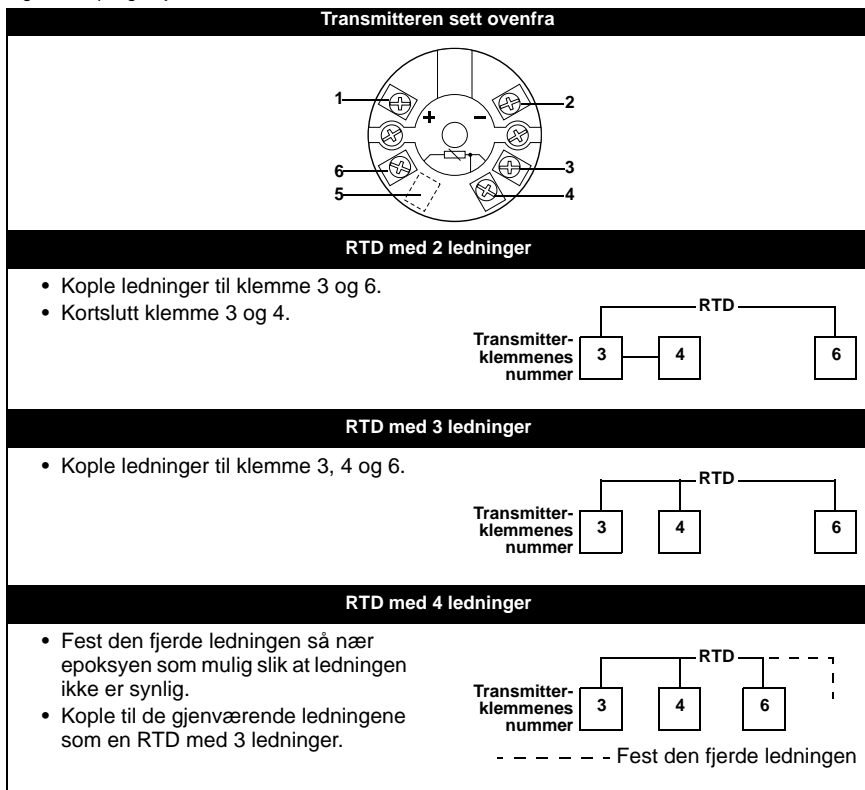 Transmitteren sett ovenfra
1
2
+
–
6
3
5
4
RTD med 2 ledninger
• Kople ledninger til klemme 3 og 6.
• Kortslutt klemme 3 og 4.
RTD
Transmitter-
klemmenes
nummer
3
4
6
RTD med 3 ledninger
• Kople ledninger til klemme 3, 4 og 6.
RTD
Transmitter-
klemmenes
nummer
3
4
6
RTD med 4 ledninger
• Fest den fjerde ledningen så nær
epoksyen som mulig slik at ledningen
ikke er synlig.
• Kople til de gjenværende ledningene
som en RTD med 3 ledninger.
RTD
Transmitter-
klemmenes
nummer
3
4
6
Fest den fjerde ledningen